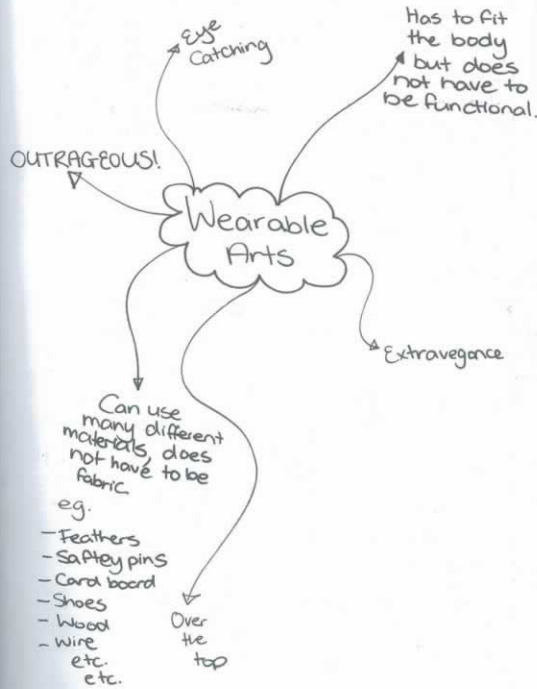 Eye
Catching
Has to fit
the body
but does
not have to
be functional.
OUTRAGEOUS!
Wearable
Arts
Extravegance
Can use
many different
materials, does
not have to be
fabric
eg.
- Feathers
- Saftey pins
- Card board
- Shoes
- Wood
- Wire
etc.
etc.
Over
the
top